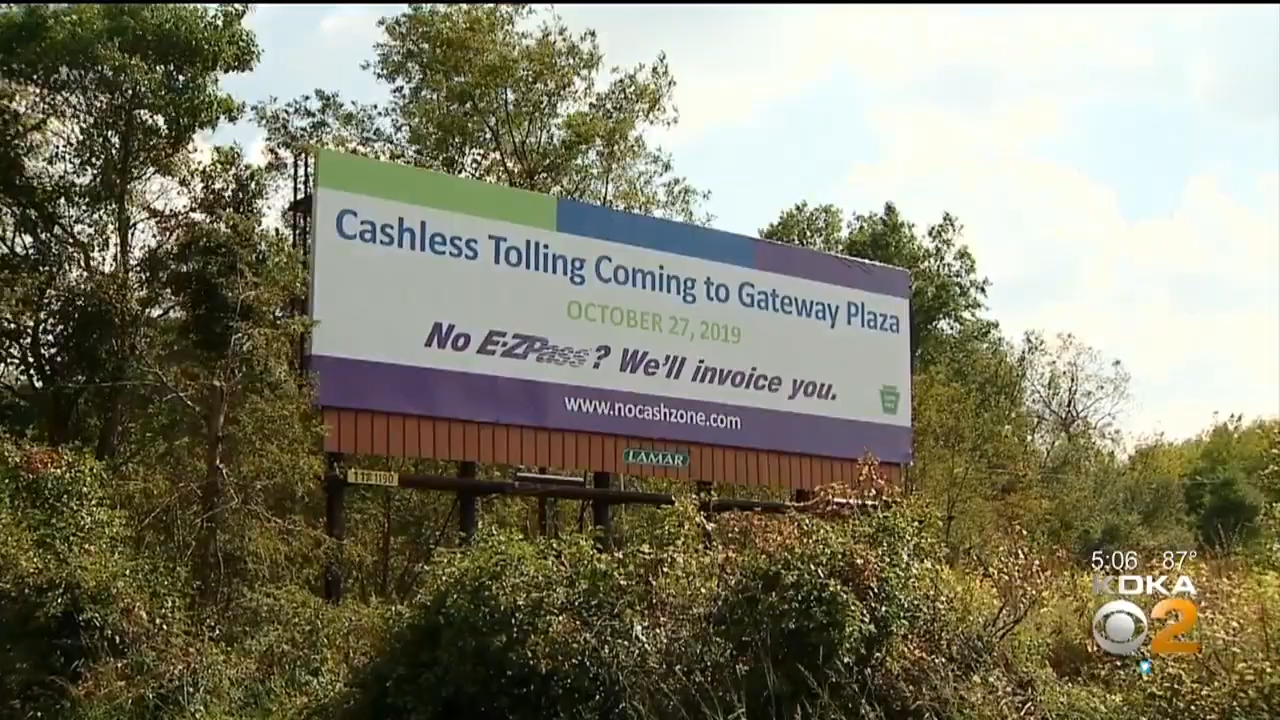 Cashless Tolling Coming to Gateway Plaza
OCTOBER 27, 2019
No E-ZPass? We'll invoice you.
www.nocashzone.com
LAMAR
5:06 87°
KDKA
2